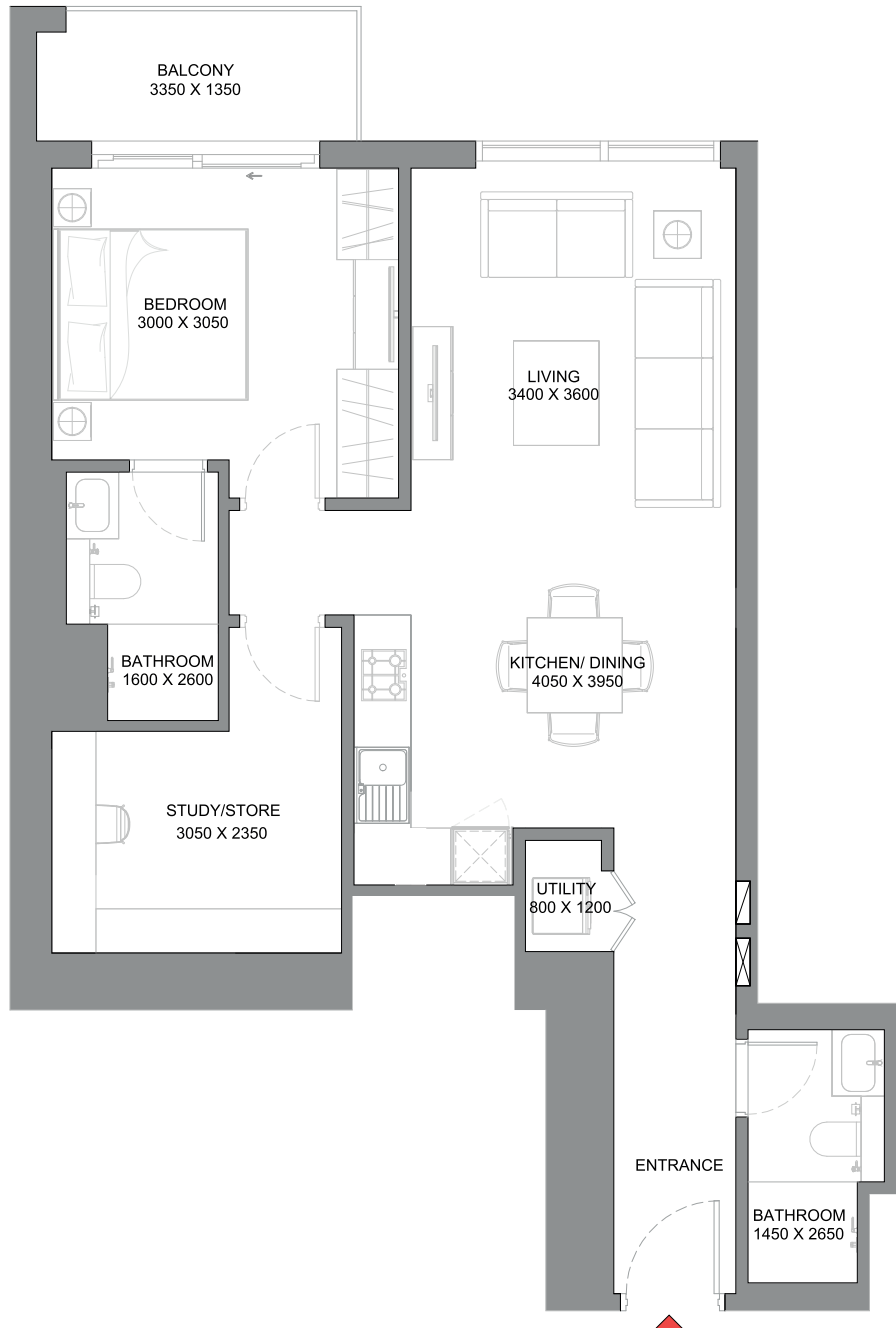 BALCONY
3350 X 1350
BEDROOM
3000 X 3050
LIVING
3400 X 3600
BATHROOM
1600 X 2600
KITCHEN/ DINING
4050 X 3950
STUDY/STORE
3050 X 2350
UTILITY
800 X 1200
ENTRANCE
BATHROOM
1450 X 2650